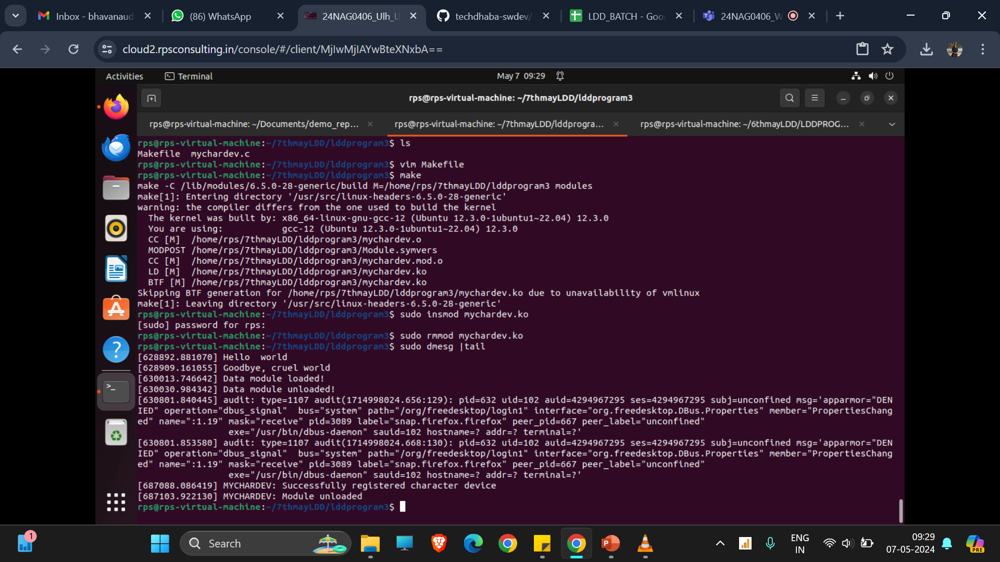 Inbox - bhavanaud
(86) WhatsApp
24NAG0406_Ulh_U
techdhaba-swdev/
LDD_BATCH - Goo
24NAG0406_W
cloud2.rpsconsulting.in/console/#/client/MjIwMjIAYwBteXNxbA==
Activities
Terminal
May 7 09:29
rps@rps-virtual-machine: ~/7thmayLDD/lddprogram3
rps@rps-virtual-machine: ~/Documents/demo_rep...
rps@rps-virtual-machine: ~/7thmayLDD/lddprogra...
rps@rps-virtual-machine: ~/6thmayLDD/LDDPROG...
rps@rps-virtual-machine:~/7thmayLDD/lddprogram3$ ls
Makefile  mychardev.c
rps@rps-virtual-machine:~/7thmayLDD/lddprogram3$ vim Makefile
rps@rps-virtual-machine:~/7thmayLDD/lddprogram3$ make
make -C /lib/modules/6.5.0-28-generic/build M=/home/rps/7thmayLDD/lddprogram3 modules
make[1]: Entering directory '/usr/src/linux-headers-6.5.0-28-generic'
warning: the compiler differs from the one used to build the kernel
  The kernel was built by: x86_64-linux-gnu-gcc-12 (Ubuntu 12.3.0-1ubuntu1~22.04) 12.3.0
  You are using:           gcc-12 (Ubuntu 12.3.0-1ubuntu1~22.04) 12.3.0
  CC [M]  /home/rps/7thmayLDD/lddprogram3/mychardev.o
  MODPOST /home/rps/7thmayLDD/lddprogram3/Module.symvers
  CC [M]  /home/rps/7thmayLDD/lddprogram3/mychardev.mod.o
  LD [M]  /home/rps/7thmayLDD/lddprogram3/mychardev.ko
  BTF [M] /home/rps/7thmayLDD/lddprogram3/mychardev.ko
Skipping BTF generation for /home/rps/7thmayLDD/lddprogram3/mychardev.ko due to unavailability of vmlinux
make[1]: Leaving directory '/usr/src/linux-headers-6.5.0-28-generic'
rps@rps-virtual-machine:~/7thmayLDD/lddprogram3$ sudo insmod mychardev.ko
[sudo] password for rps:
rps@rps-virtual-machine:~/7thmayLDD/lddprogram3$ sudo rmmod mychardev.ko
rps@rps-virtual-machine:~/7thmayLDD/lddprogram3$ sudo dmesg |tail
[628892.881070] Hello  world
[628909.161055] Goodbye, cruel world
[630013.746642] Data module loaded!
[630030.984342] Data module unloaded!
[630801.840445] audit: type=1107 audit(1714998024.656:129): pid=632 uid=102 auid=4294967295 ses=4294967295 subj=unconfined msg='apparmor="DEN
IED" operation="dbus_signal"  bus="system" path="/org/freedesktop/login1" interface="org.freedesktop.DBus.Properties" member="PropertiesChang
ed" name=":1.19" mask="receive" pid=3089 label="snap.firefox.firefox" peer_pid=667 peer_label="unconfined"
exe="/usr/bin/dbus-daemon" sauid=102 hostname=? addr=? terminal=?'
[630801.853580] audit: type=1107 audit(1714998024.668:130): pid=632 uid=102 auid=4294967295 ses=4294967295 subj=unconfined msg='apparmor="DEN
IED" operation="dbus_signal"  bus="system" path="/org/freedesktop/login1" interface="org.freedesktop.DBus.Properties" member="PropertiesChang
ed" name=":1.19" mask="receive" pid=3089 label="snap.firefox.firefox" peer_pid=667 peer_label="unconfined"
exe="/usr/bin/dbus-daemon" sauid=102 hostname=? addr=? terminal=?'
[687088.086419] MYCHARDEV: Successfully registered character device
[687103.922130] MYCHARDEV: Module unloaded
rps@rps-virtual-machine:~/7thmayLDD/lddprogram3$
1
Search
ENG
IN
09:29
07-05-2024
PRE